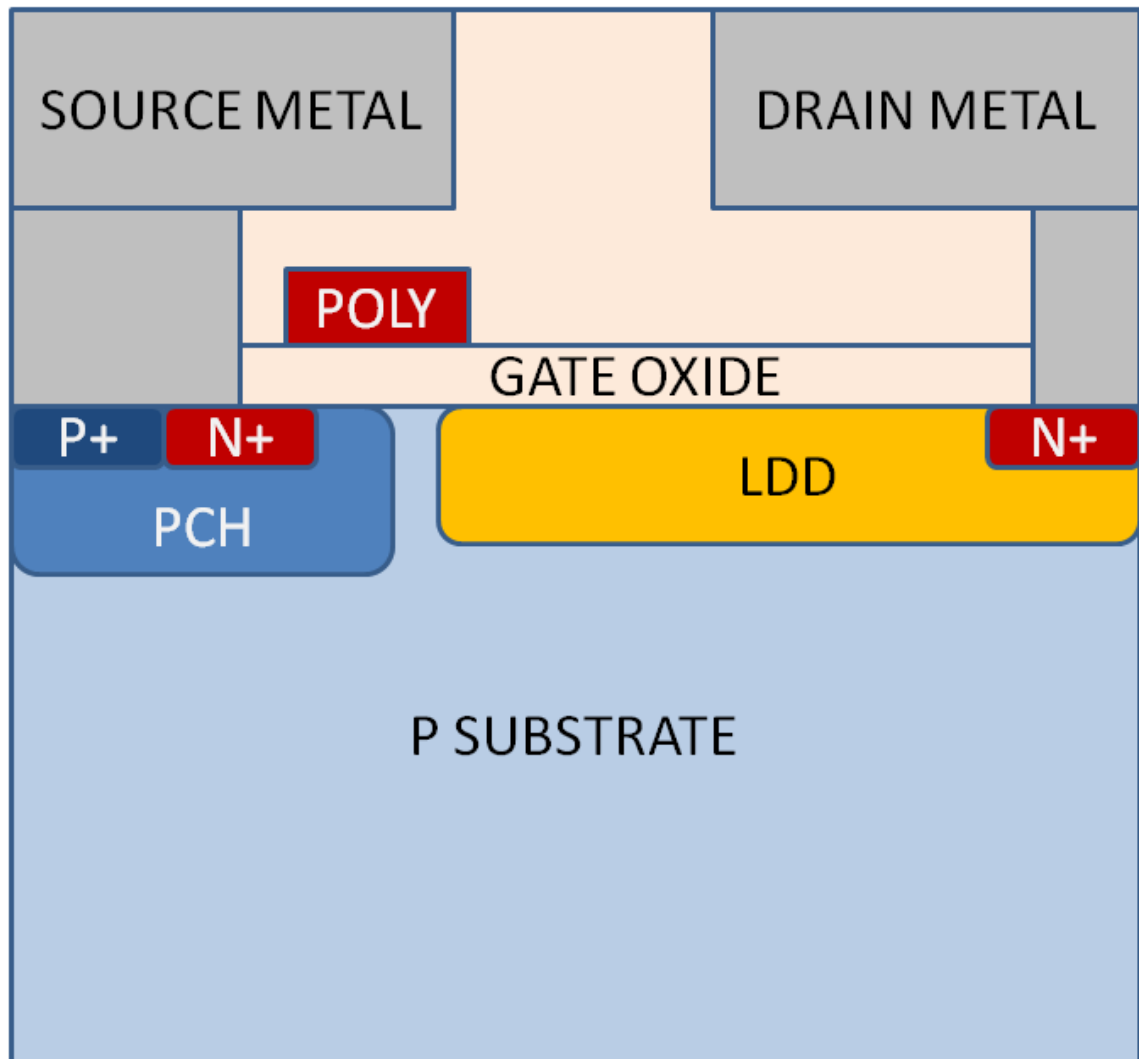 SOURCE METAL
DRAIN METAL
POLY
GATE OXIDE
P+
N+
N+
LDD
PCH
P SUBSTRATE